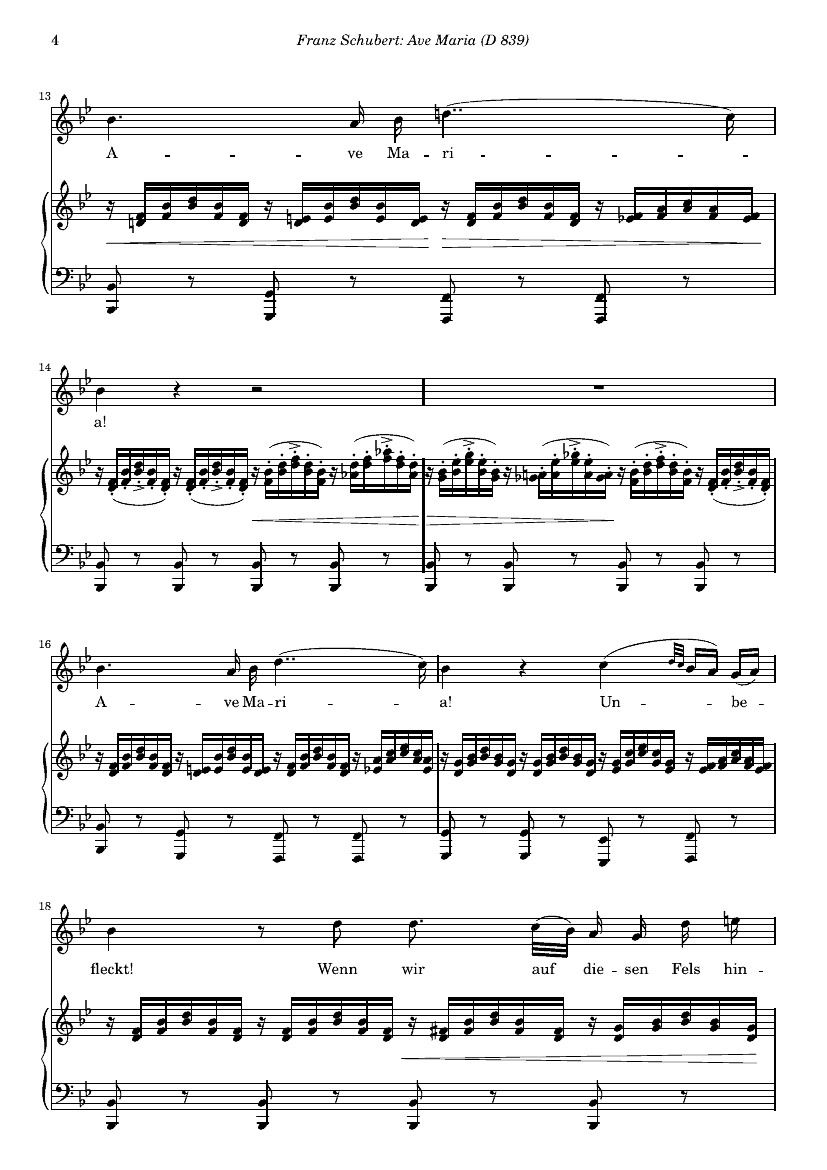 4 Franz Schubert: Ave Maria (D 839)
13
A - - - ve Ma - ri - - - - -
14
a!
16
A - - ve Ma - ri - - - - a! Un - - be -
18
fleckt! Wenn wir auf die - sen Fels hin -